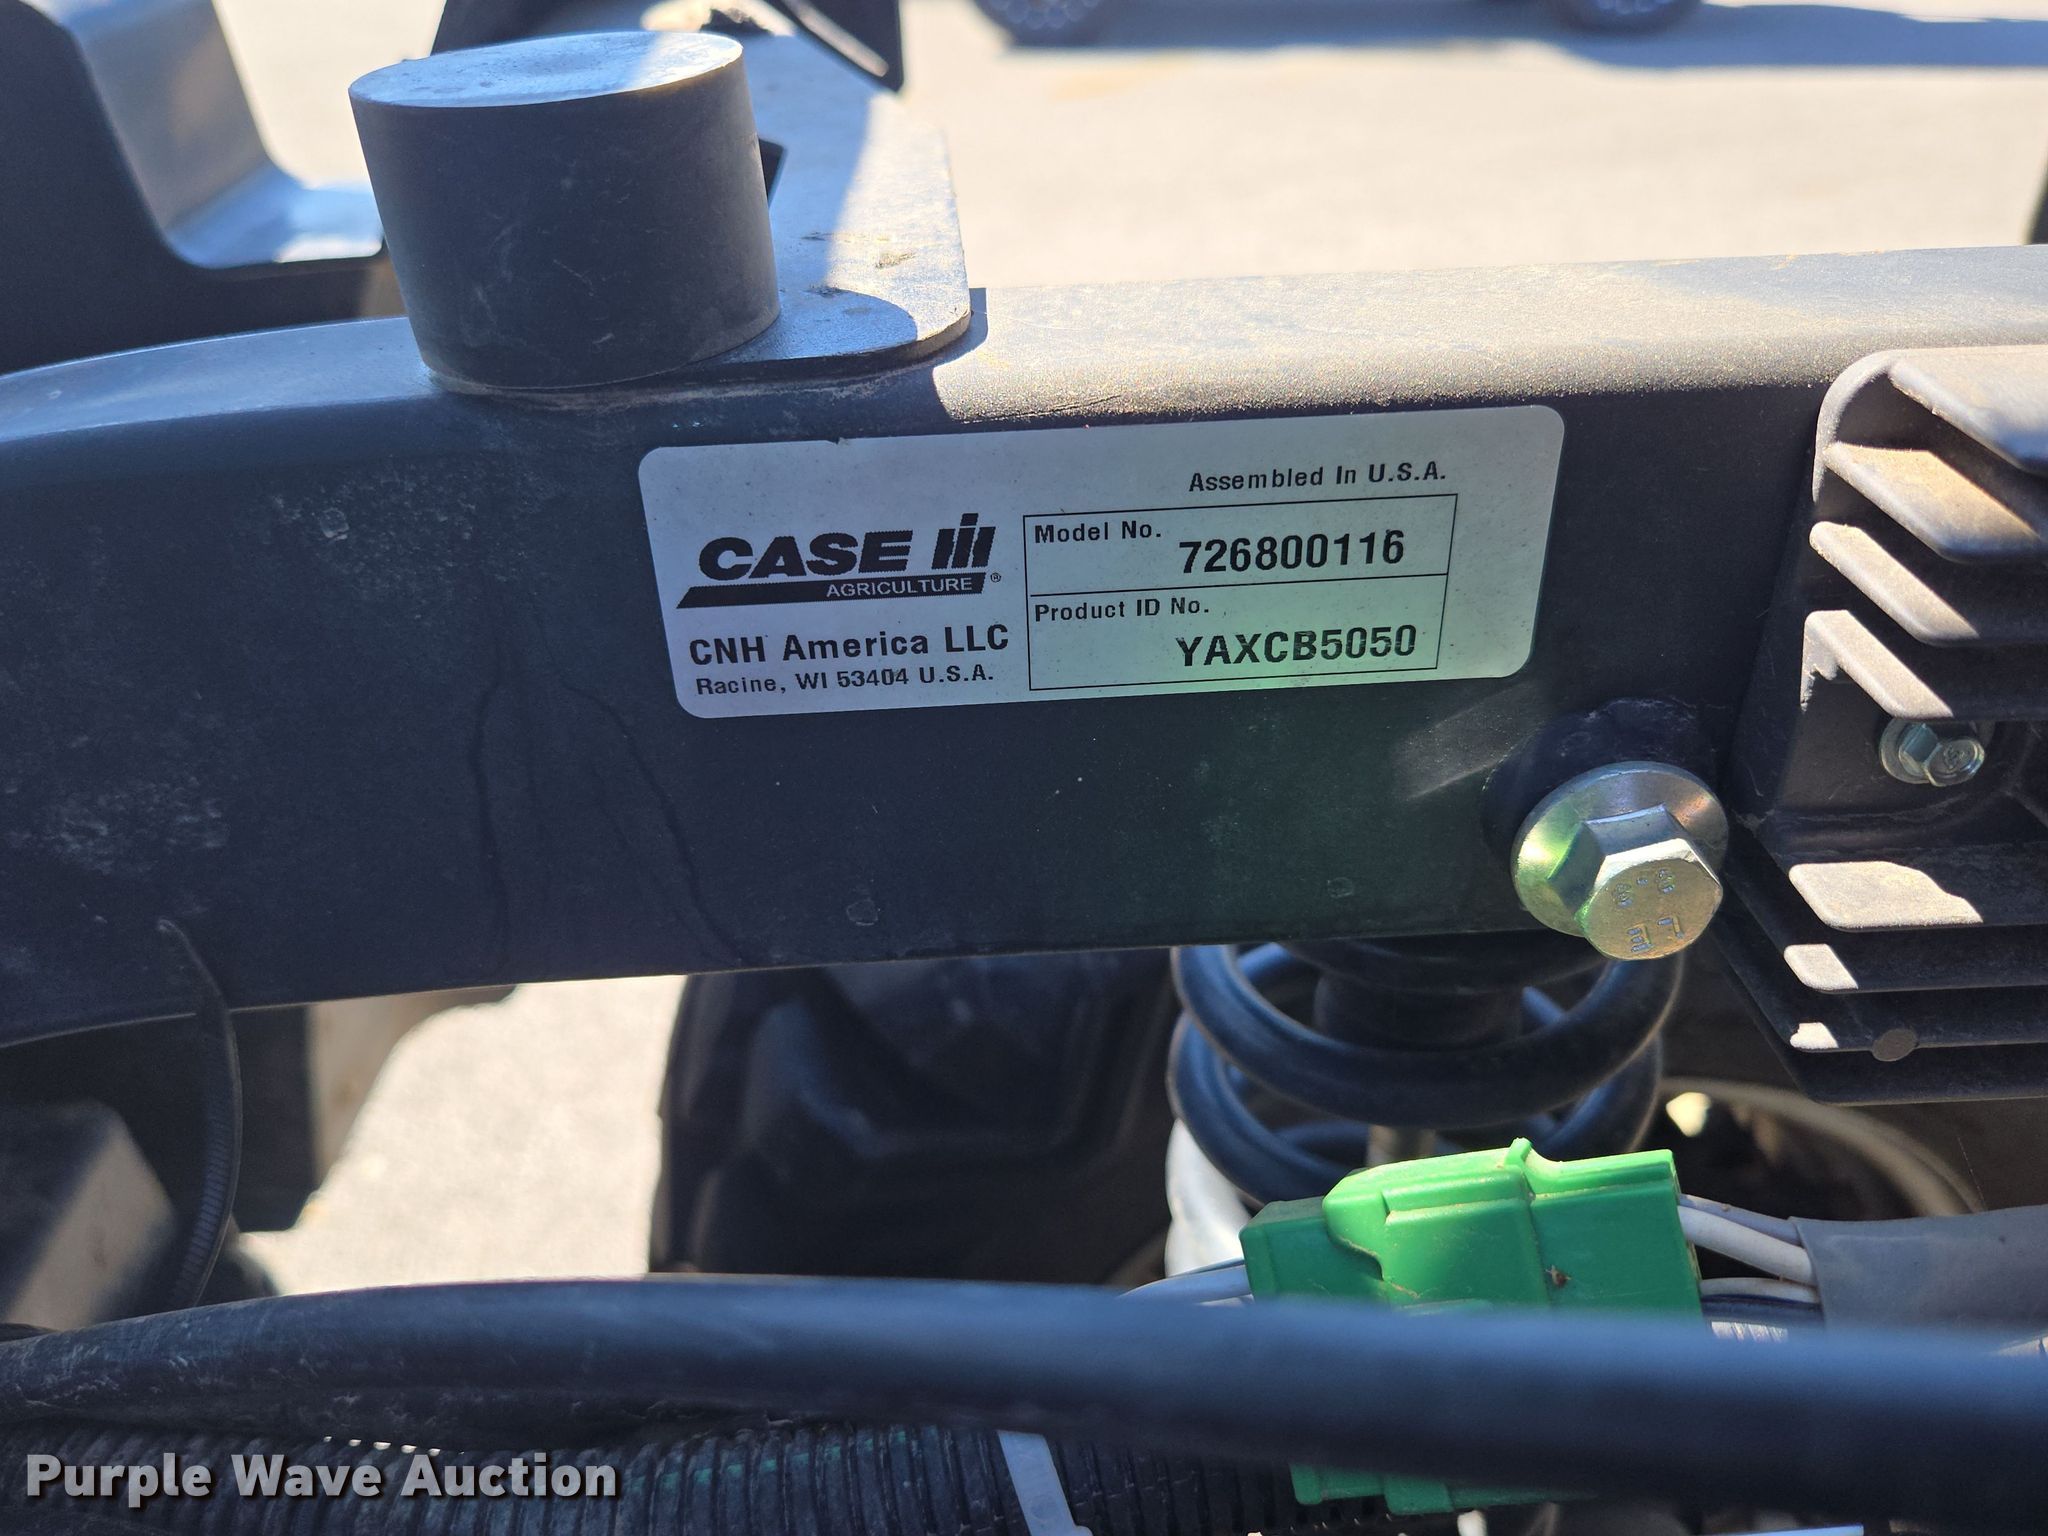 Assembled In U.S.A.
CASE IH
AGRICULTURE ®
CNH America LLC
Racine, WI 53404 U.S.A.
Model No.
726800116
Product ID No.
YAXCB5050
Purple Wave Auction